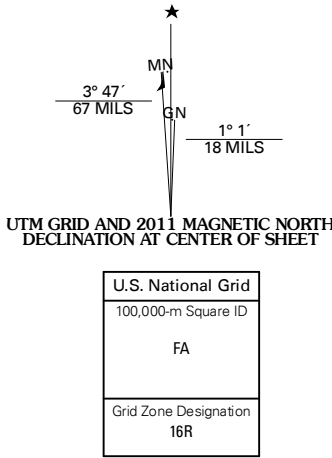 MN
3° 47´
67 MILS
GN
1° 1´
18 MILS
UTM GRID AND 2011 MAGNETIC NORTH
DECLINATION AT CENTER OF SHEET
U.S. National Grid
100,000-m Square ID
FA
Grid Zone Designation
16R